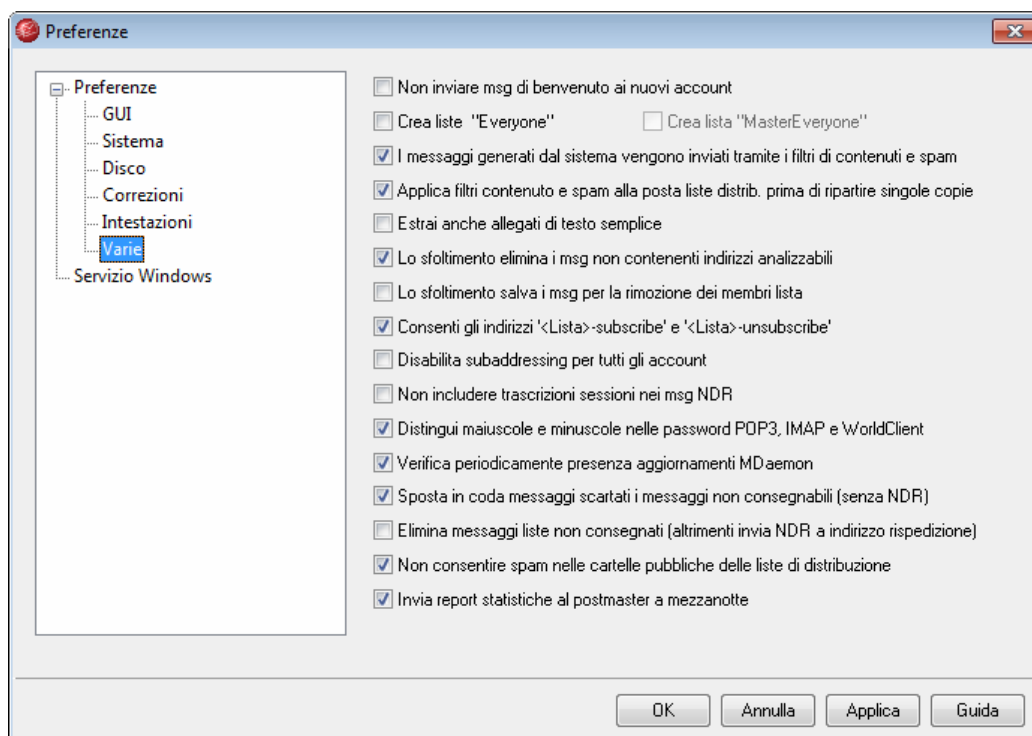 Preferenze
Preferenze
GUI
Sistema
Disco
Correzioni
Intestazioni
Varie
Servizio Windows
Non inviare msg di benvenuto ai nuovi account
Crea liste "Everyone" Crea lista "MasterEveryone"
I messaggi generati dal sistema vengono inviati tramite i filtri di contenuti e spam
Applica filtri contenuto e spam alla posta liste distrib. prima di ripartire singole copie
Estrai anche allegati di testo semplice
Lo sfoltimento elimina i msg non contenenti indirizzi analizzabili
Lo sfoltimento salva i msg per la rimozione dei membri lista
Consenti gli indirizzi '<Lista>-subscribe' e '<Lista>-unsubscribe'
Disabilita subaddressing per tutti gli account
Non includere trascrizioni sessioni nei msg NDR
Distingui maiuscole e minuscole nelle password POP3, IMAP e WorldClient
Verifica periodicamente presenza aggiornamenti MDaemon
Sposta in coda messaggi scartati i messaggi non consegnabili (senza NDR)
Elimina messaggi liste non consegnati (altrimenti invia NDR a indirizzo rispedizione)
Non consentire spam nelle cartelle pubbliche delle liste di distribuzione
Invia report statistiche al postmaster a mezzanotte
OK Annulla Applica Guida